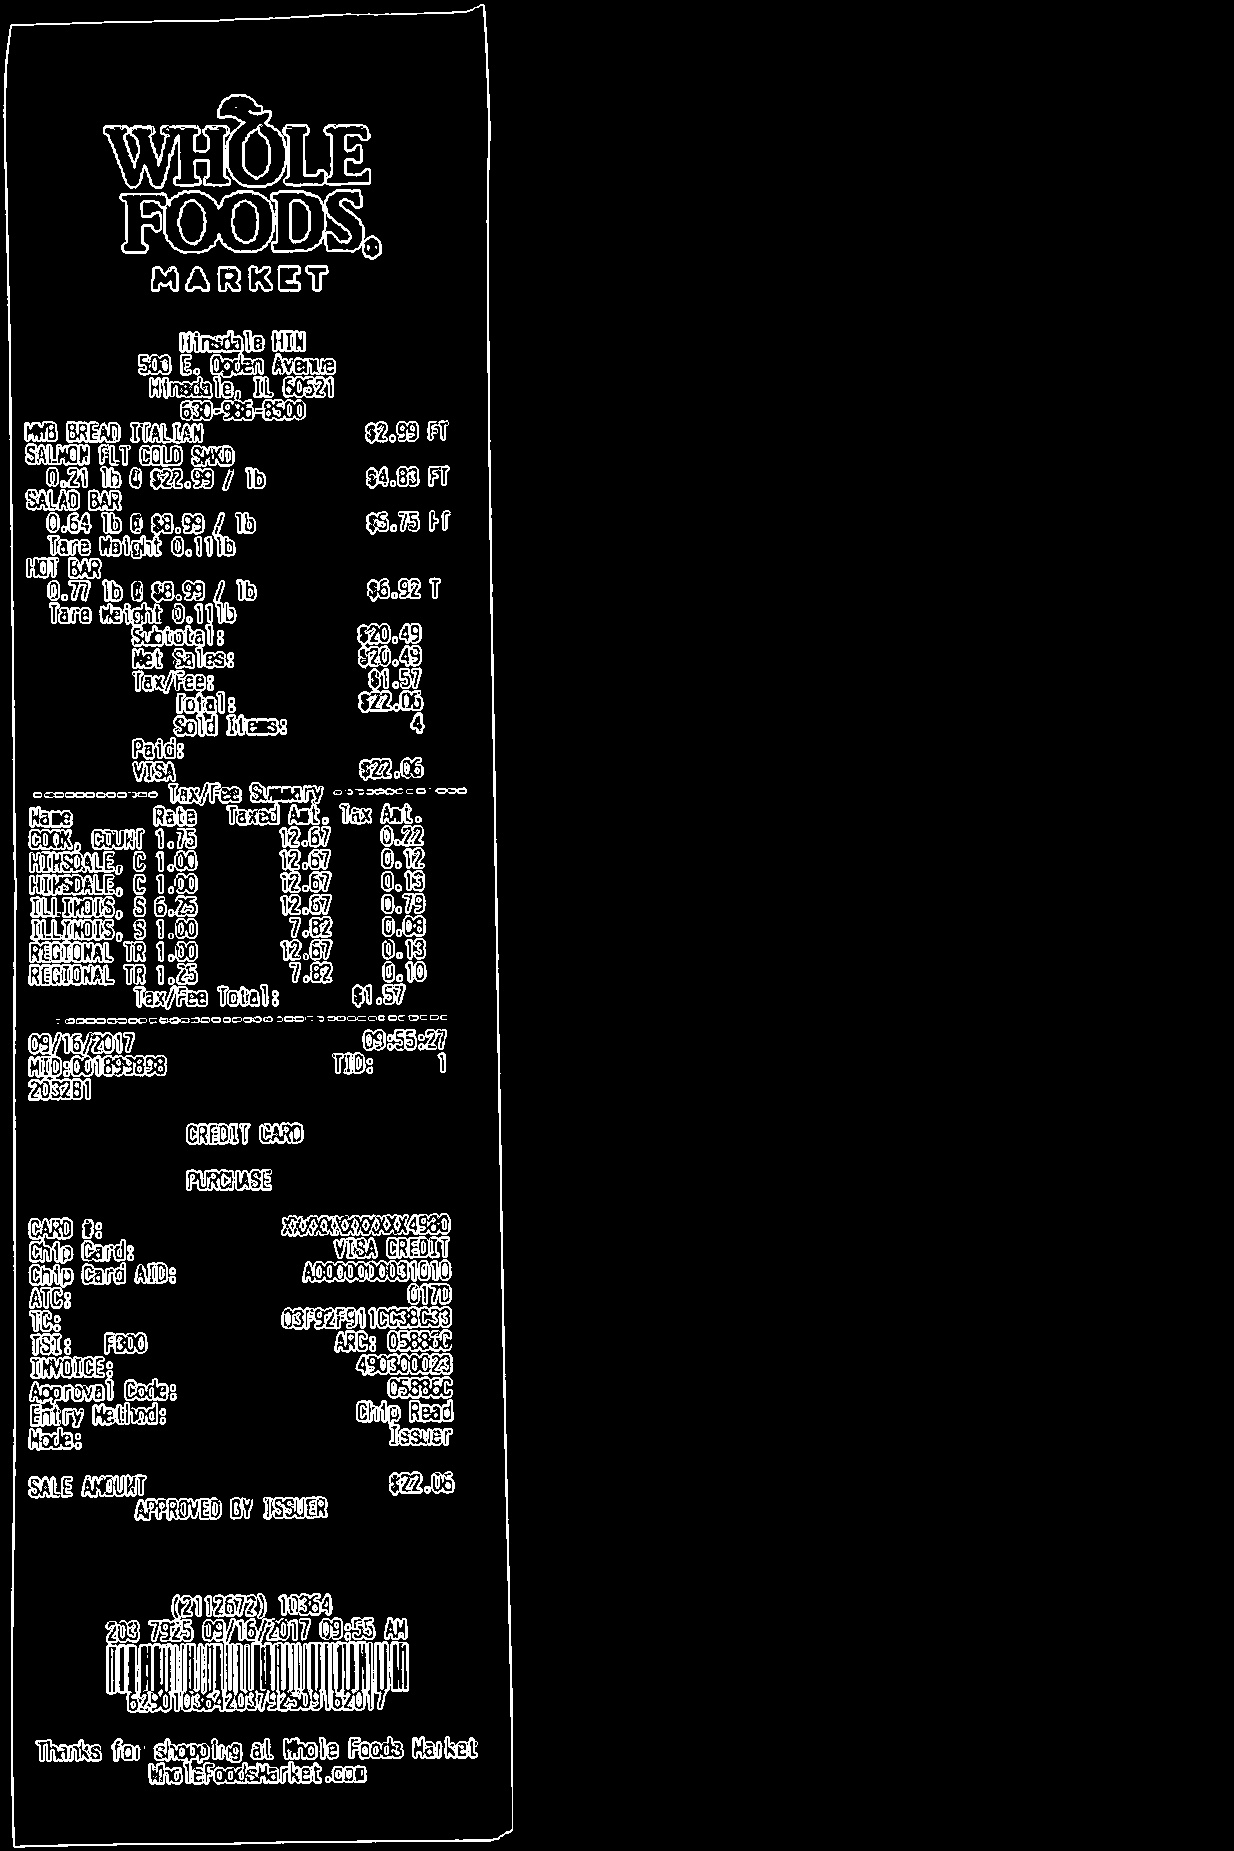 WHOLE
FOODS®
MARKET
Hinsdale HIN
500 E. Ogden Avenue
Hinsdale, IL 60521
630-986-8500
MWB BREAD ITALIAN $2.99 FT
SALMON FLT COLD SMKD
0.21 lb @ $22.99 / lb $4.83 FT
SALAD BAR
0.64 lb @ $8.99 / lb $5.75 FT
Tare Weight 0.11lb
HOT BAR
0.77 lb @ $8.99 / lb $6.92 T
Tare Weight 0.11lb
Subtotal: $20.49
Net Sales: $20.49
Tax/Fee: $1.57
Total: $22.06
Sold Items: 4
Paid:
VISA $22.06
Tax/Fee Summary
Name Rate Taxed Amt. Tax Amt.
COOK, COUNT 1.75 12.67 0.22
HINSDALE, C 1.00 12.67 0.12
HINSDALE, C 1.00 12.67 0.13
ILLINOIS, S 6.25 12.67 0.79
ILLINOIS, S 1.00 7.82 0.08
REGIONAL TR 1.00 12.67 0.13
REGIONAL TR 1.25 7.82 0.10
Tax/Fee Total: $1.57
09/16/2017 09:55:27
MID:001899898 TID: 1
203281
CREDIT CARD
PURCHASE
CARD #: XXXXXXXXXXXX4980
Chip Card: VISA CREDIT
Chip Card AID: A0000000031010
ATC: 017D
TC: 03F92F911CC38C33
TSI: F800 ARC: 05886C
INVOICE: 490300023
Approval Code: 05886C
Entry Method: Chip Read
Mode: Issuer
SALE AMOUNT $22.06
APPROVED BY ISSUER
(2112672) 10364
203 7925 09/16/2017 09:55 AM
629010364203792509162017
Thanks for shopping at Whole Foods Market
WholeFoodsMarket.com